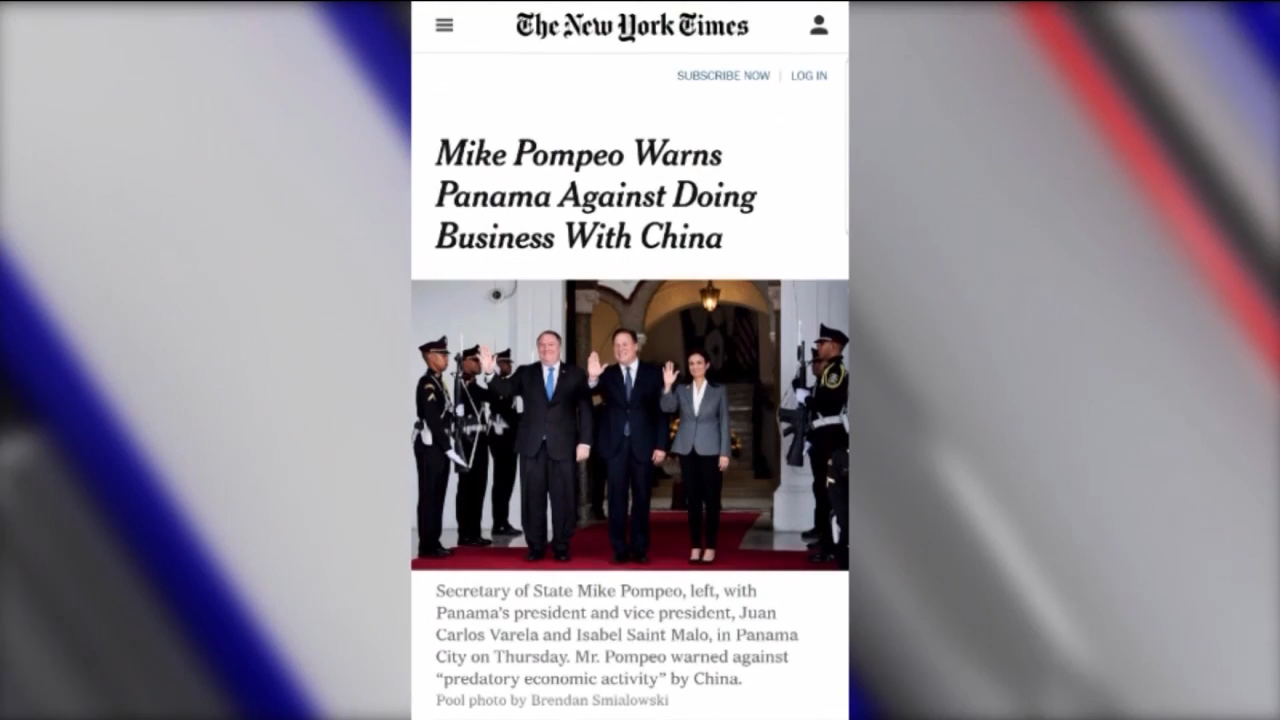 The New York Times
SUBSCRIBE NOW | LOG IN
Mike Pompeo Warns
Panama Against Doing
Business With China
Secretary of State Mike Pompeo, left, with
Panama's president and vice president, Juan
Carlos Varela and Isabel Saint Malo, in Panama
City on Thursday. Mr. Pompeo warned against
“predatory economic activity” by China.
Pool photo by Brendan Smialowski